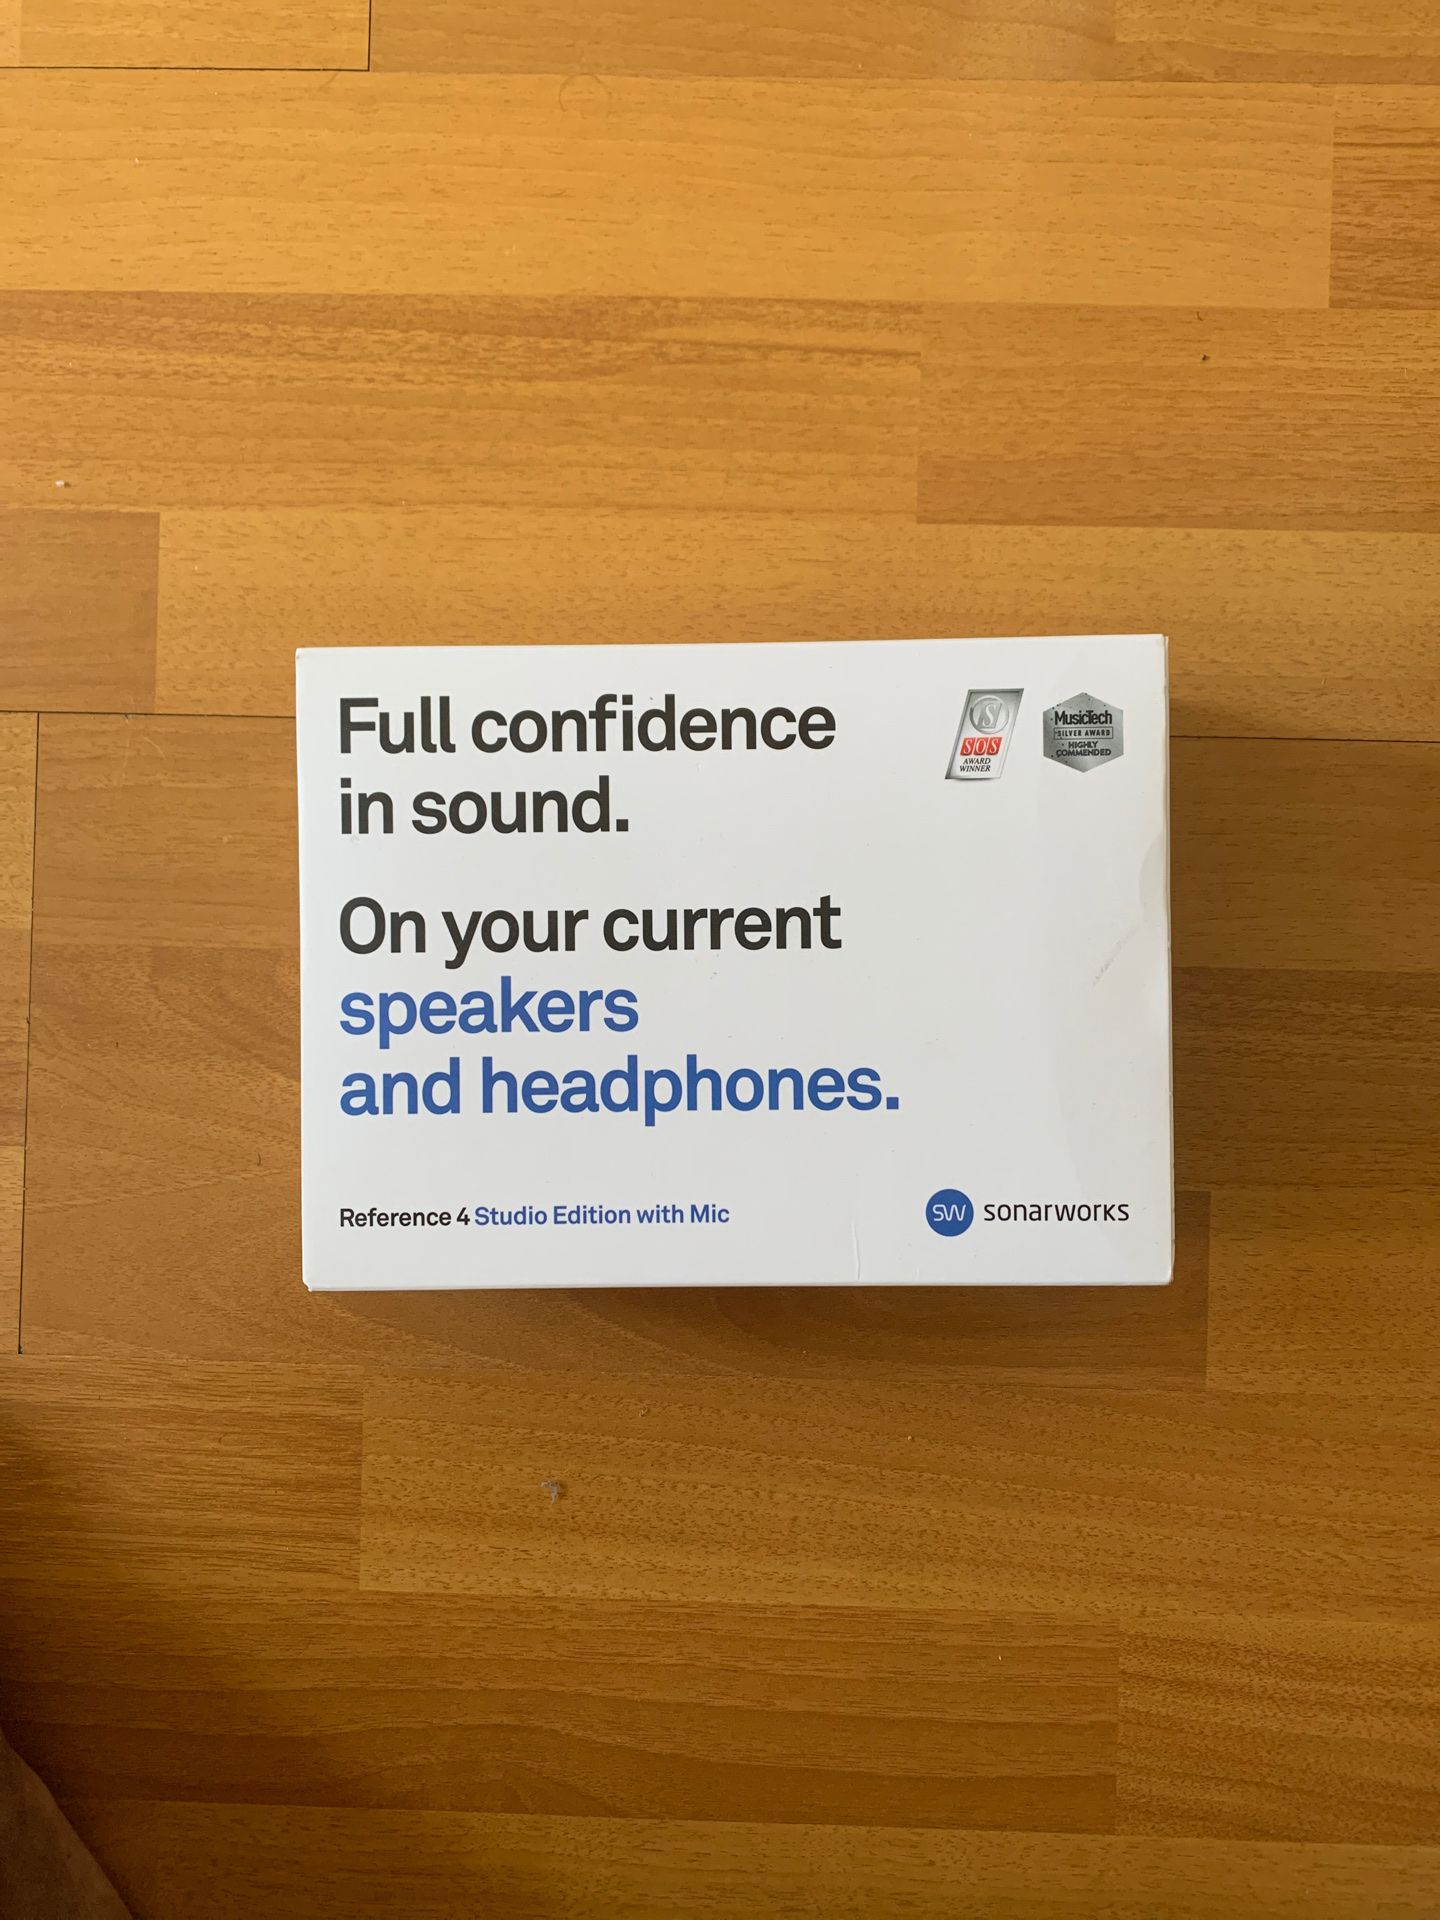 Full confidence
in sound.
On your current
speakers
and headphones.
S
SOS
AWARD
WINNER
MusicTech
SILVER AWARD
HIGHLY
COMMENDED
Reference 4 Studio Edition with Mic
SW sonarworks